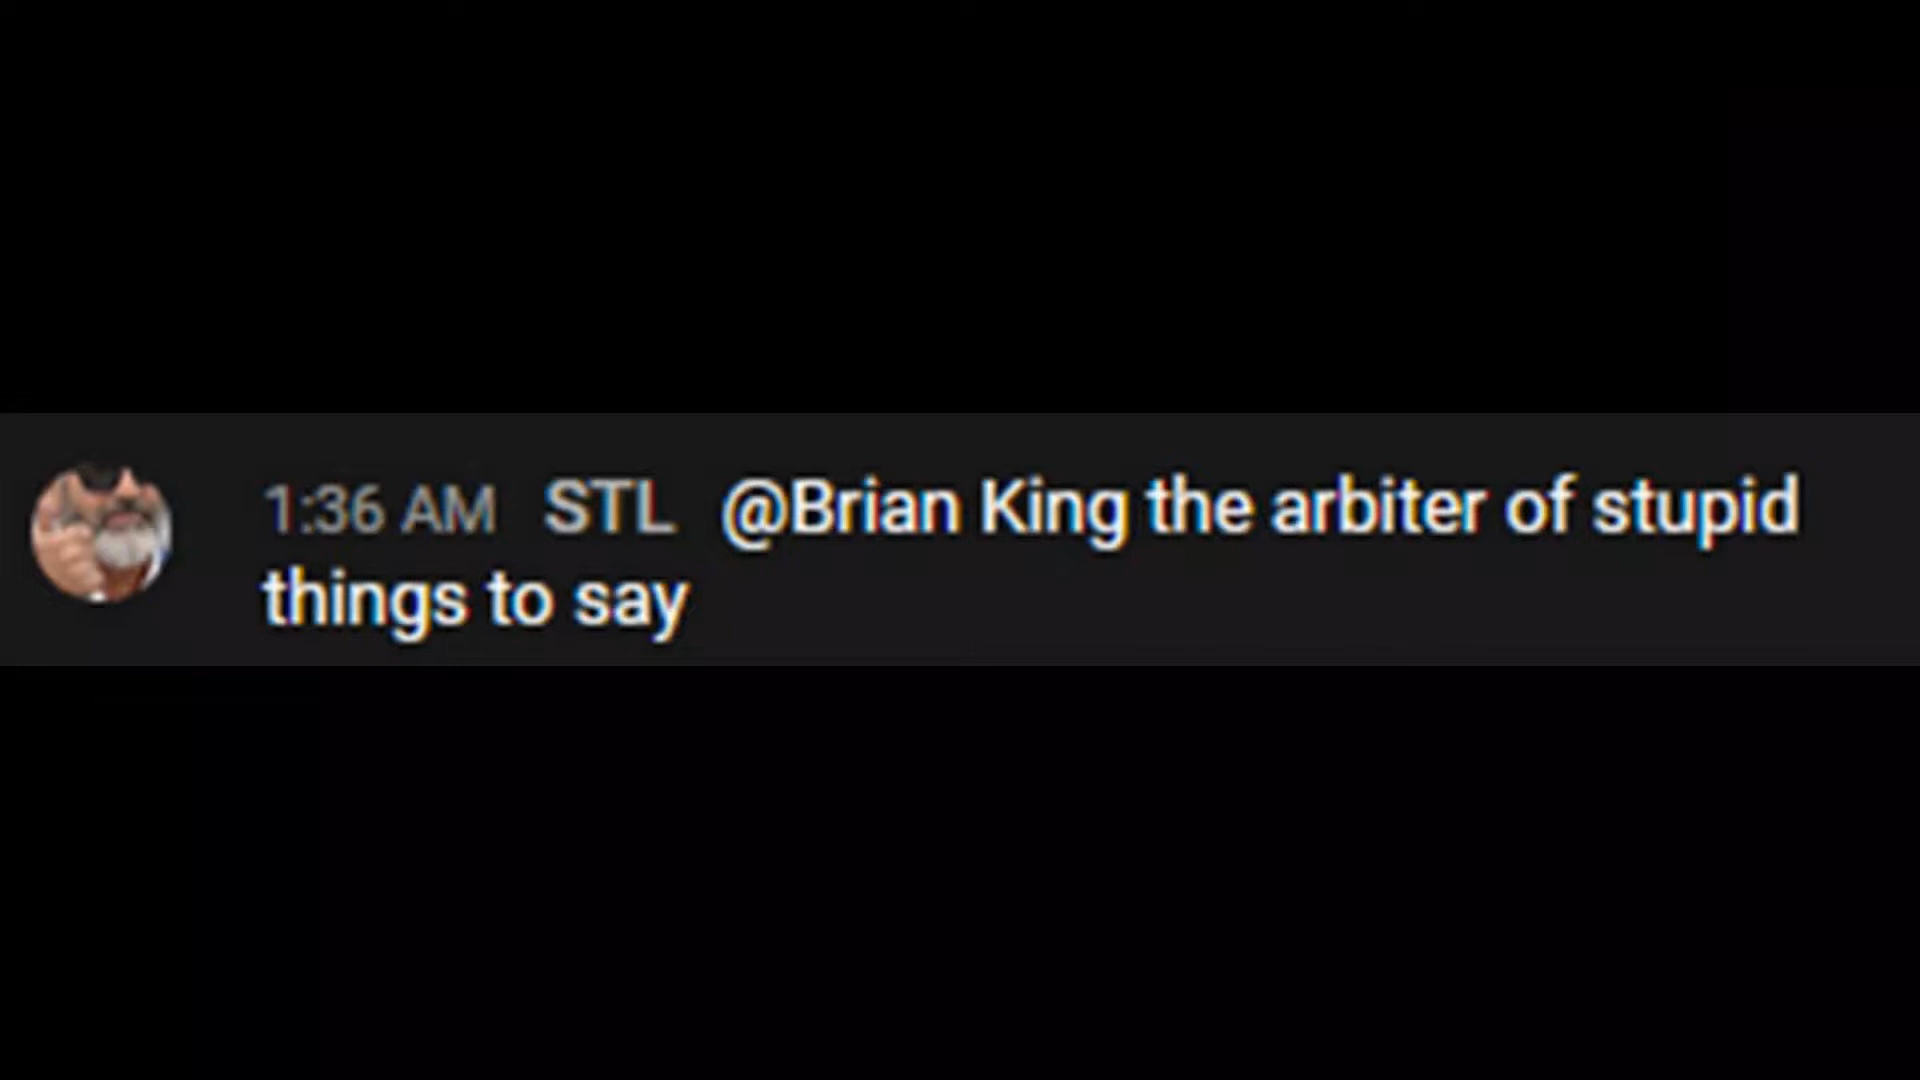 1:36 AM STL @Brian King the arbiter of stupid
things to say